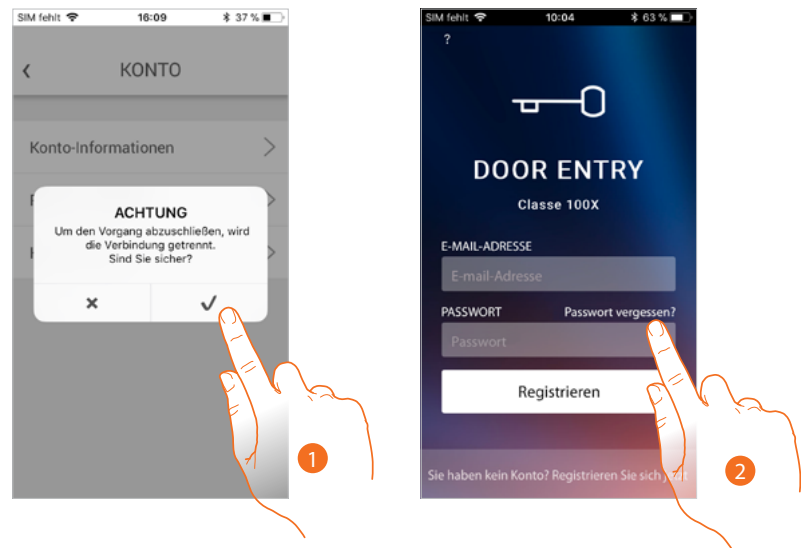 SIM fehlt 16:09 37 %
KONTO
Konto-Informationen
ACHTUNG
Um den Vorgang abzuschließen, wird
die Verbindung getrennt.
Sind Sie sicher?
1
SIM fehlt 10:04 63 %
?
DOOR ENTRY
Classe 100X
E-MAIL-ADRESSE
E-mail-Adresse
PASSWORT Passwort vergessen?
Passwort
Registrieren
Sie haben kein Konto? Registrieren Sie sich
2